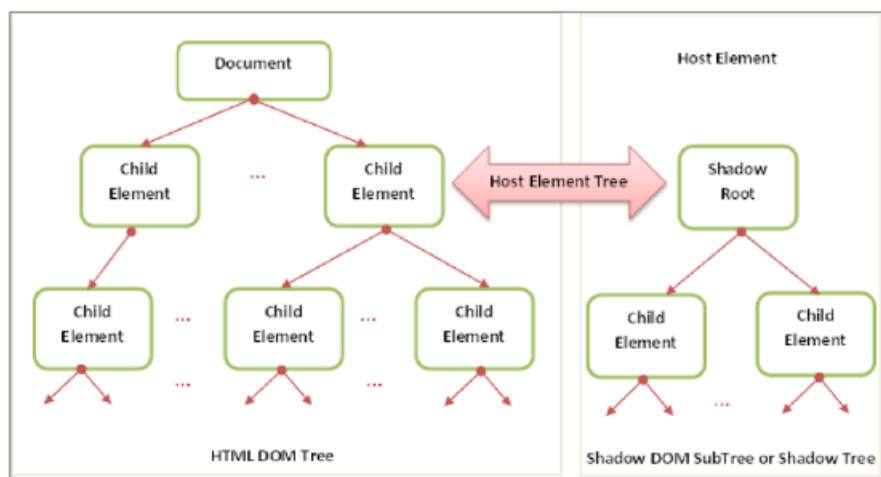 Document
Host Element
Child
Element
...
Child
Element
Host Element Tree
Shadow
Root
Child
Element
...
Child
Element
...
Child
Element
Child
Element
Child
Element
...
...
...
HTML DOM Tree
Shadow DOM SubTree or Shadow Tree